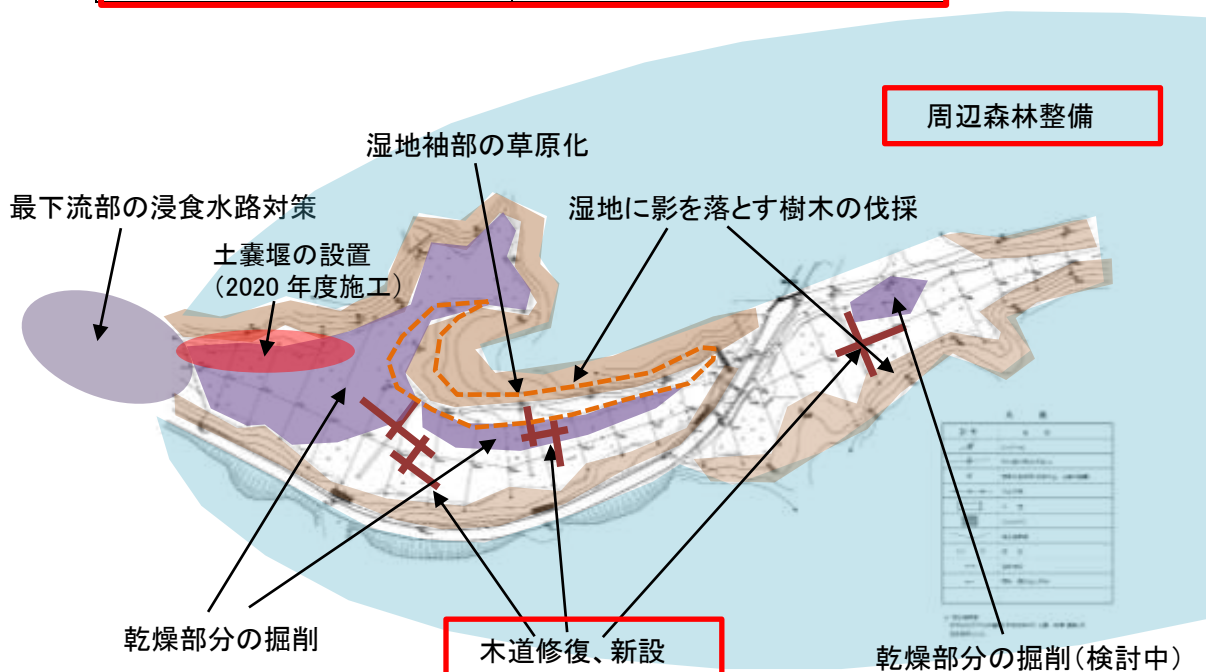 周辺森林整備
湿地袖部の草原化
最下流部の浸食水路対策
湿地に影を落とす樹木の伐採
土嚢堰の設置
(2020 年度施工)
乾燥部分の掘削
木道修復、新設
乾燥部分の掘削(検討中)